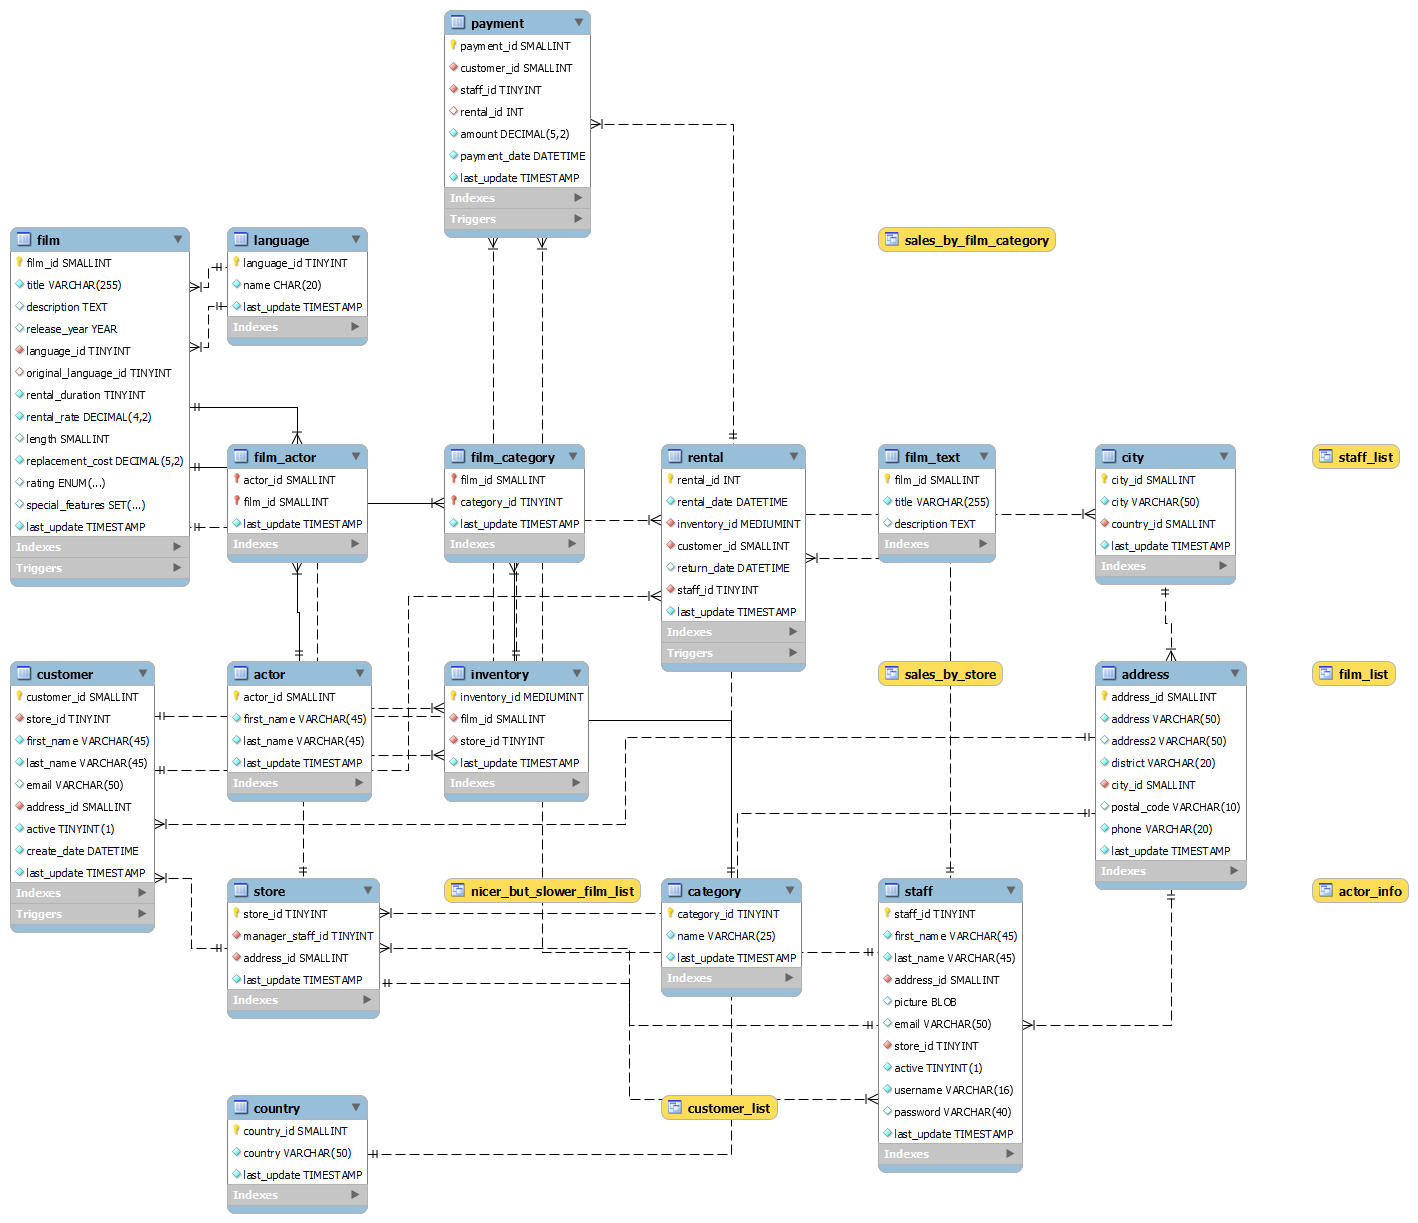 payment
payment_id SMALLINT
customer_id SMALLINT
staff_id TINYINT
rental_id INT
amount DECIMAL(5,2)
payment_date DATETIME
last_update TIMESTAMP
Indexes
Triggers
film
film_id SMALLINT
title VARCHAR(255)
description TEXT
release_year YEAR
language_id TINYINT
original_language_id TINYINT
rental_duration TINYINT
rental_rate DECIMAL(4,2)
length SMALLINT
replacement_cost DECIMAL(5,2)
rating ENUM(...)
special_features SET(...)
last_update TIMESTAMP
Indexes
Triggers
language
language_id TINYINT
name CHAR(20)
last_update TIMESTAMP
Indexes
sales_by_film_category
film_actor
actor_id SMALLINT
film_id SMALLINT
last_update TIMESTAMP
Indexes
film_category
film_id SMALLINT
category_id TINYINT
last_update TIMESTAMP
Indexes
rental
rental_id INT
rental_date DATETIME
inventory_id MEDIUMINT
customer_id SMALLINT
return_date DATETIME
staff_id TINYINT
last_update TIMESTAMP
Indexes
Triggers
film_text
film_id SMALLINT
title VARCHAR(255)
description TEXT
Indexes
city
city_id SMALLINT
city VARCHAR(50)
country_id SMALLINT
last_update TIMESTAMP
Indexes
staff_list
customer
customer_id SMALLINT
store_id TINYINT
first_name VARCHAR(45)
last_name VARCHAR(45)
email VARCHAR(50)
address_id SMALLINT
active TINYINT(1)
create_date DATETIME
last_update TIMESTAMP
Indexes
Triggers
actor
actor_id SMALLINT
first_name VARCHAR(45)
last_name VARCHAR(45)
last_update TIMESTAMP
Indexes
inventory
inventory_id MEDIUMINT
film_id SMALLINT
store_id TINYINT
last_update TIMESTAMP
Indexes
sales_by_store
address
address_id SMALLINT
address VARCHAR(50)
address2 VARCHAR(50)
district VARCHAR(20)
city_id SMALLINT
postal_code VARCHAR(10)
phone VARCHAR(20)
last_update TIMESTAMP
Indexes
film_list
store
store_id TINYINT
manager_staff_id TINYINT
address_id SMALLINT
last_update TIMESTAMP
Indexes
nicer_but_slower_film_list
category
category_id TINYINT
name VARCHAR(25)
last_update TIMESTAMP
Indexes
staff
staff_id TINYINT
first_name VARCHAR(45)
last_name VARCHAR(45)
address_id SMALLINT
picture BLOB
email VARCHAR(50)
store_id TINYINT
active TINYINT(1)
username VARCHAR(16)
password VARCHAR(40)
last_update TIMESTAMP
Indexes
actor_info
country
country_id SMALLINT
country VARCHAR(50)
last_update TIMESTAMP
Indexes
customer_list